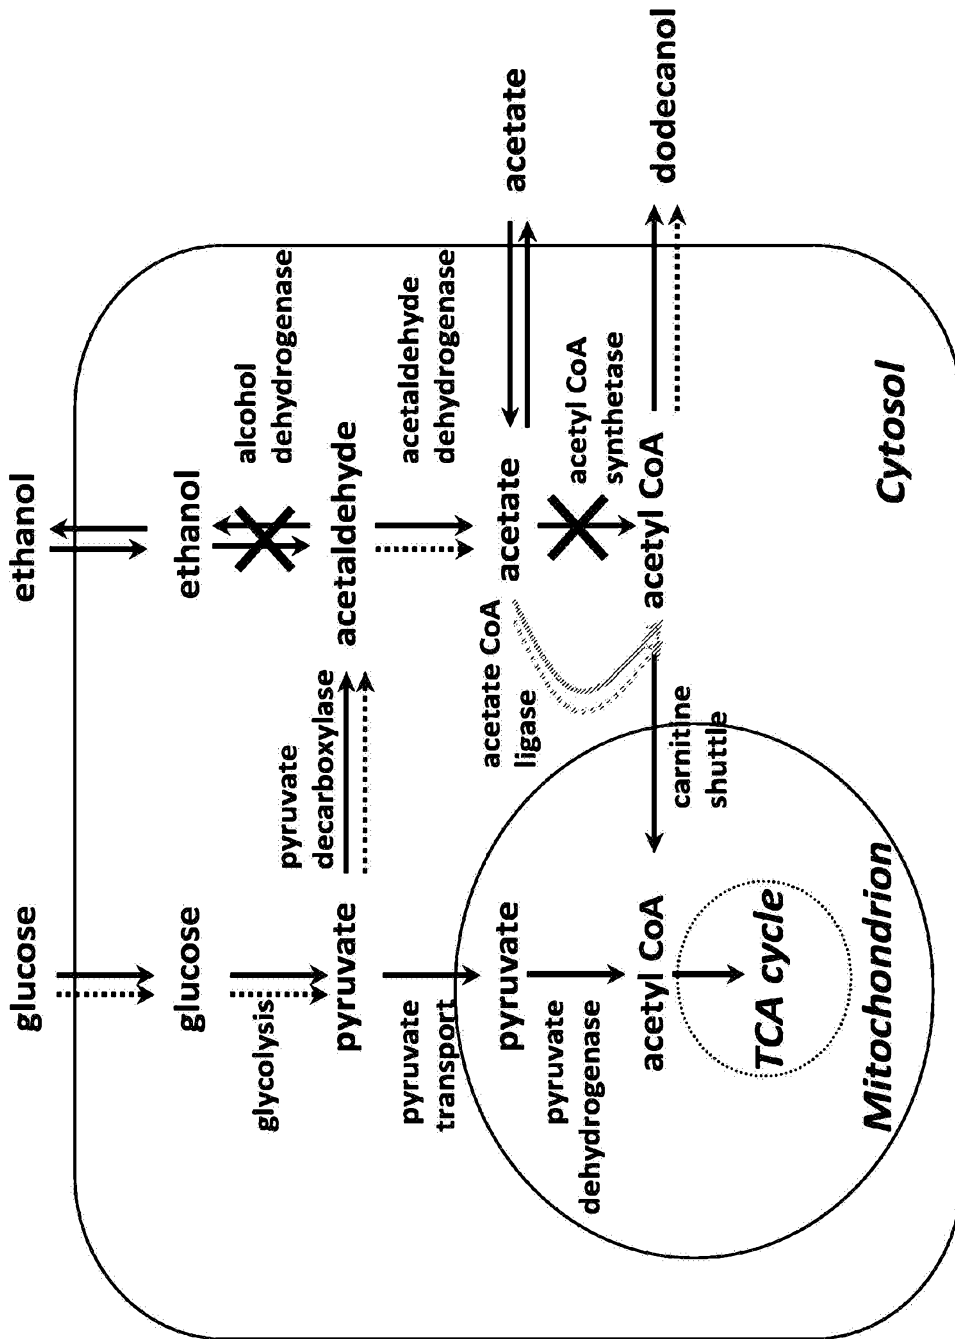 glucose
ethanol
glucose
ethanol
glycolysis
alcohol
dehydrogenase
pyruvate
pyruvate
decarboxylase
acetaldehyde
pyruvate
transport
acetaldehyde
dehydrogenase
pyruvate
acetate CoA
ligase
acetate
acetate
pyruvate
dehydrogenase
acetyl CoA
synthetase
acetyl CoA
carnitine
shuttle
acetyl CoA
dodecanol
TCA cycle
Mitochondrion
Cytosol